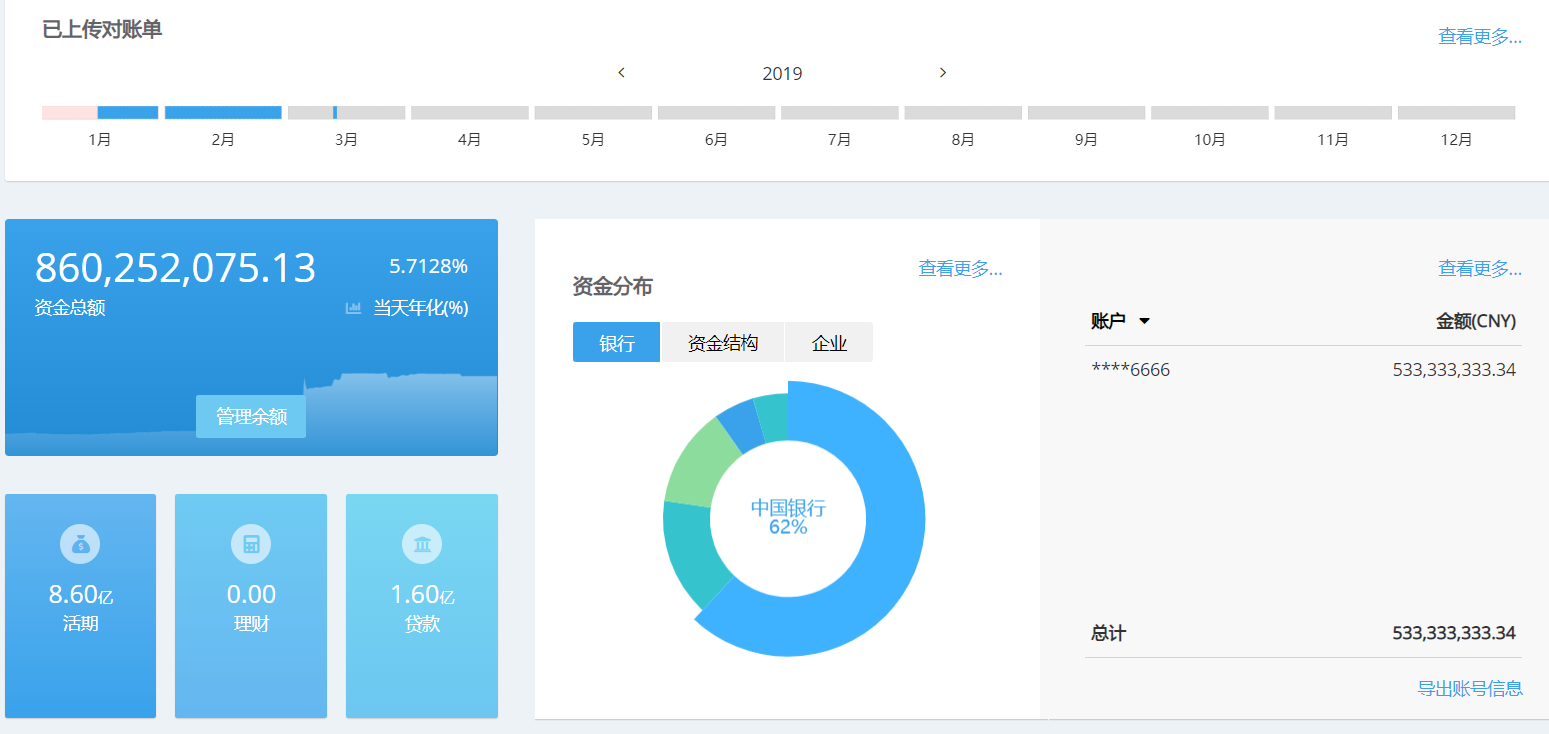 已上传对账单
查看更多...
2019
1月 2月 3月 4月 5月 6月 7月 8月 9月 10月 11月 12月
860,252,075.13
5.7128%
资金总额
当天年化(%)
管理余额
8.60亿
活期
0.00
理财
1.60亿
贷款
资金分布
查看更多...
银行 资金结构 企业
中国银行
62%
查看更多...
账户 金额(CNY)
****6666 533,333,333.34
总计 533,333,333.34
导出账号信息